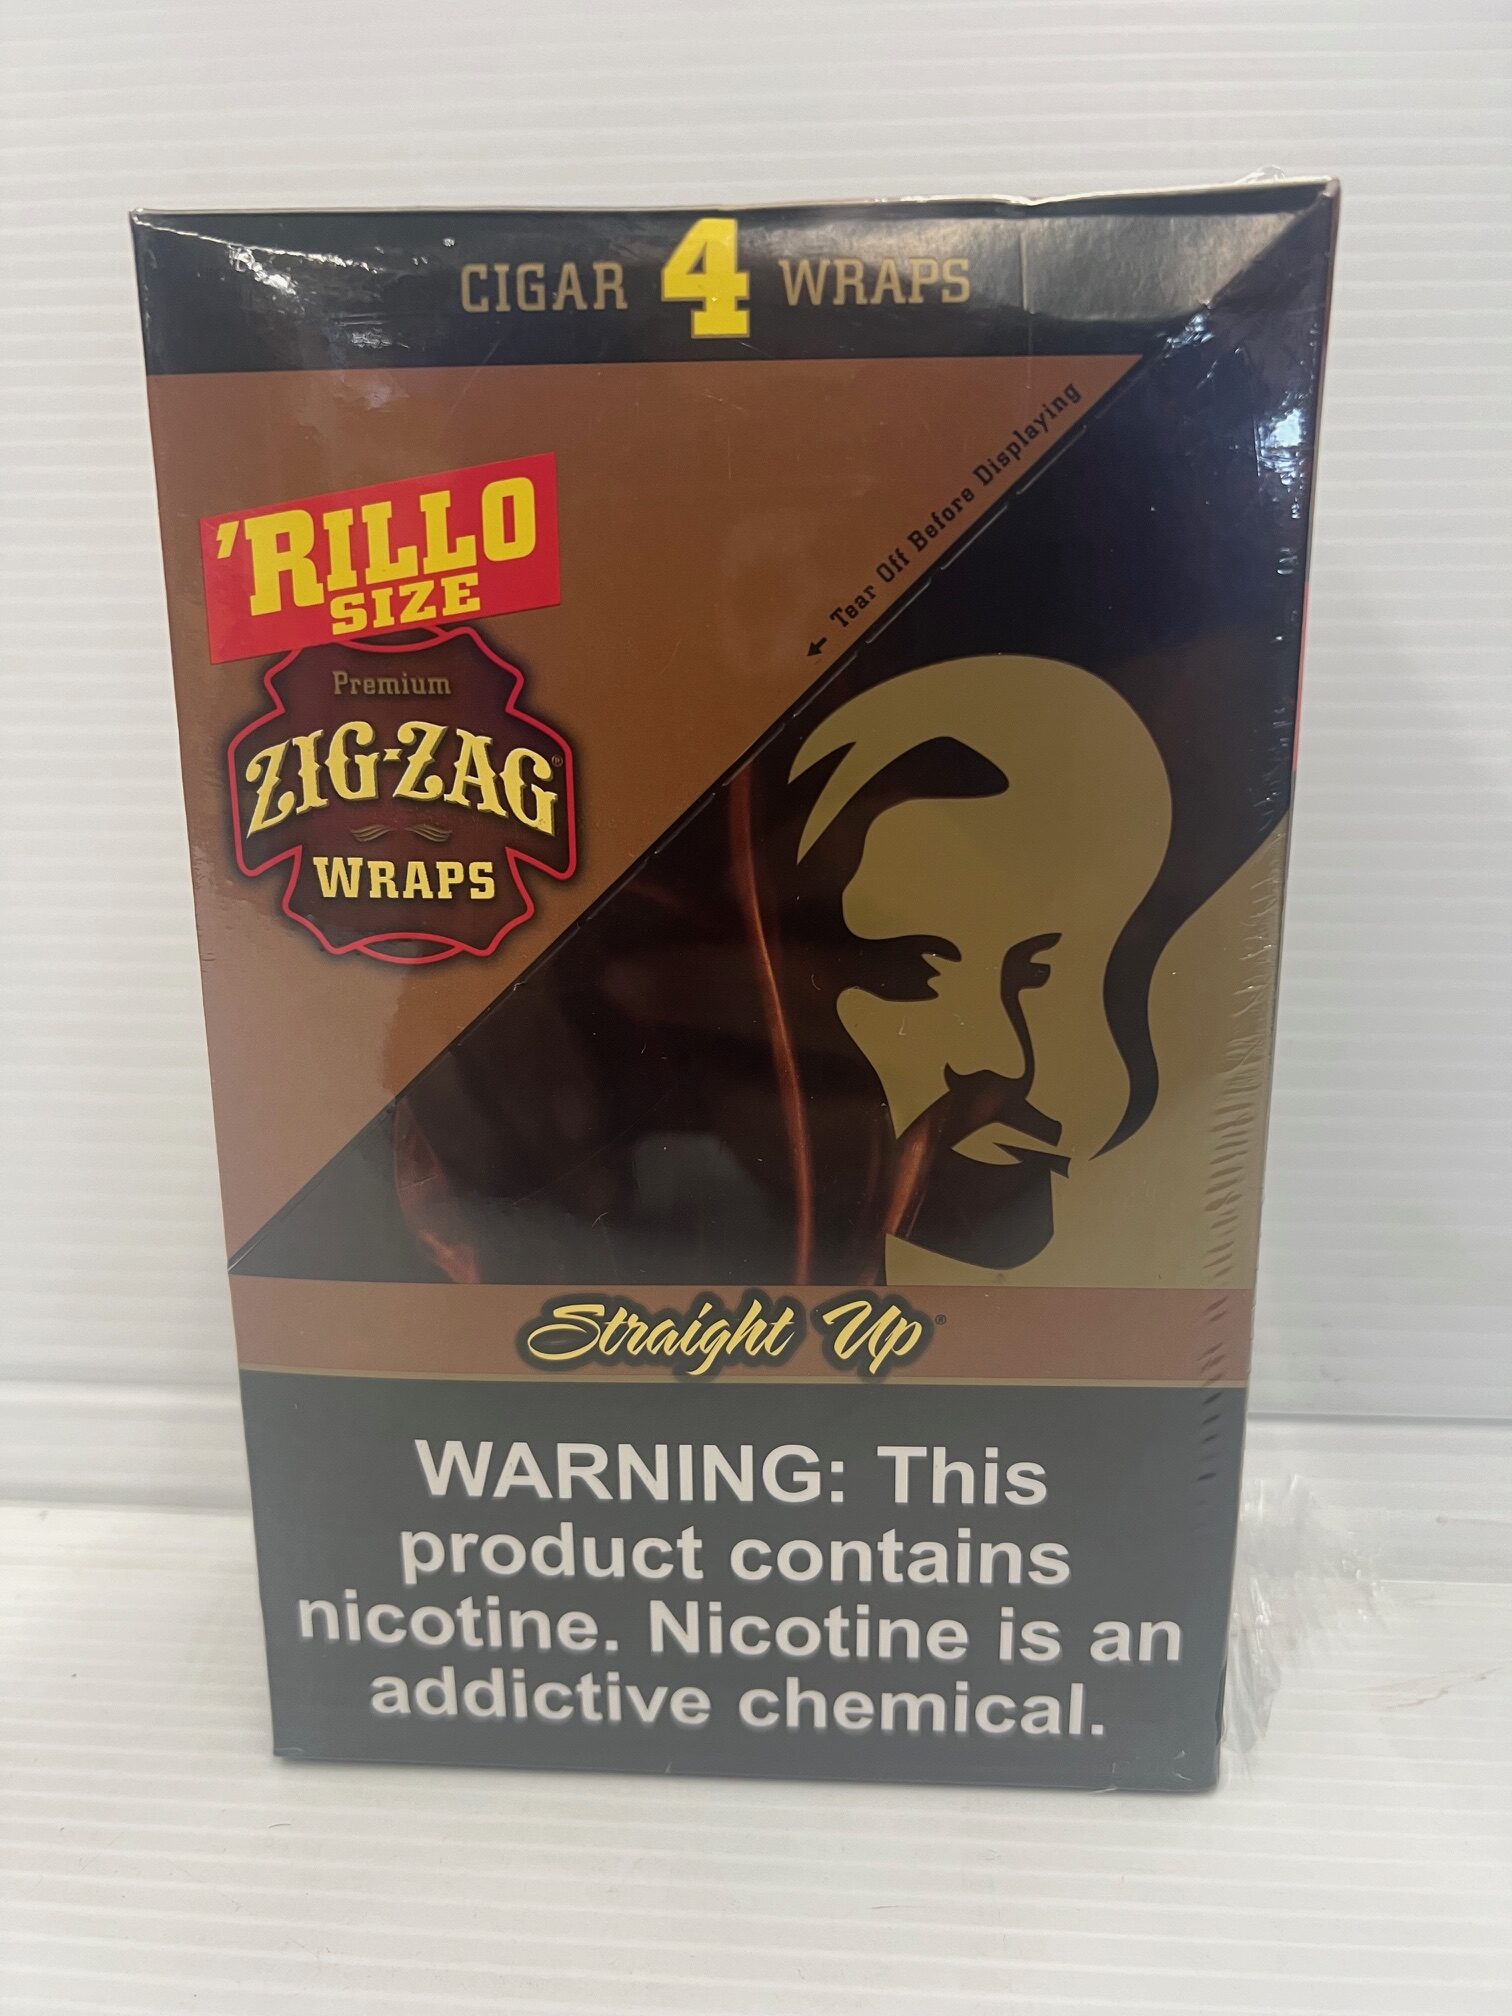 CIGAR 4 WRAPS
← Tear Off Before Displaying
'RILLO
SIZE
Premium
ZIG-ZAG®
WRAPS
Straight Up®
WARNING: This
product contains
nicotine. Nicotine is an
addictive chemical.